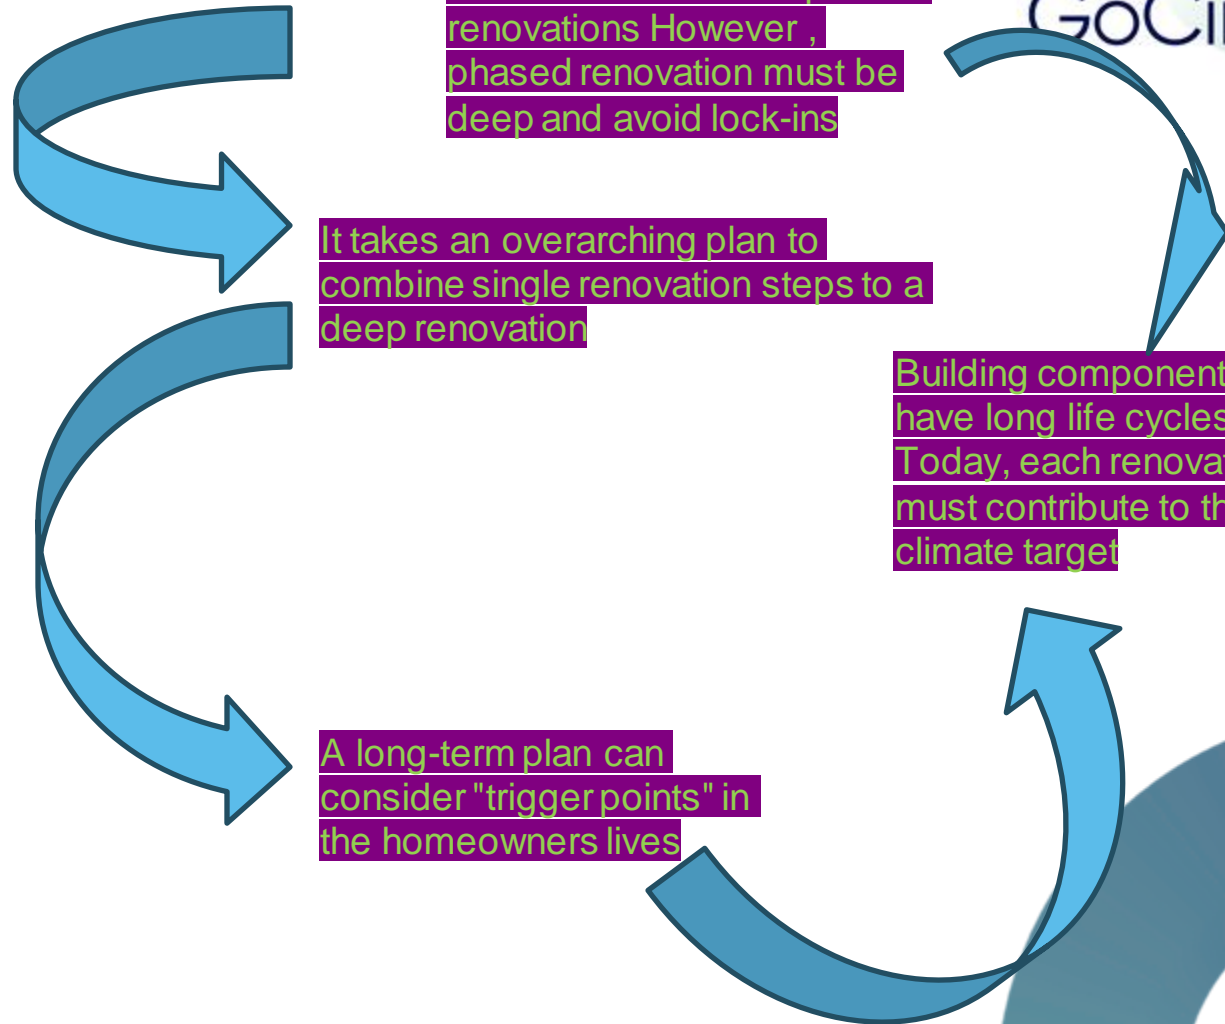 renovations However ,
phased renovation must be
deep and avoid lock-ins
It takes an overarching plan to
combine single renovation steps to a
deep renovation
Building component
have long life cycles
Today, each
must contribute to
climate target
A long-term plan can
consider "trigger points" in
the homeowners lives